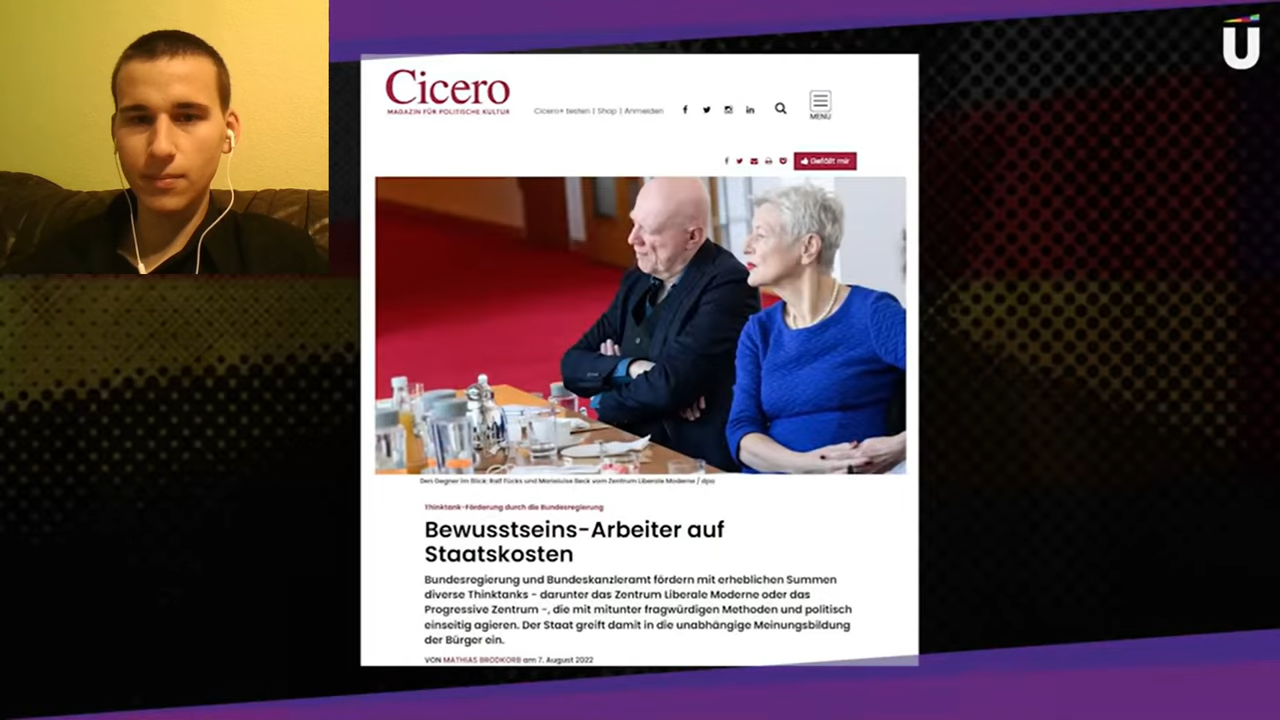 Ü
Cicero
MAGAZIN FÜR POLITISCHE KULTUR
Cicero+ testen | Shop | Anmelden
MENU
Gefällt mir
Den Gegner im Blick: Ralf Fücks und Marieluise Beck vom Zentrum Liberale Moderne / dpa
Thinktank-Förderung durch die Bundesregierung
Bewusstseins-Arbeiter auf
Staatskosten
Bundesregierung und Bundeskanzleramt fördern mit erheblichen Summen
diverse Thinktanks - darunter das Zentrum Liberale Moderne oder das
Progressive Zentrum -, die mit mitunter fragwürdigen Methoden und politisch
einseitig agieren. Der Staat greift damit in die unabhängige Meinungsbildung
der Bürger ein.
VON MATHIAS BRODKORB am 7. August 2022